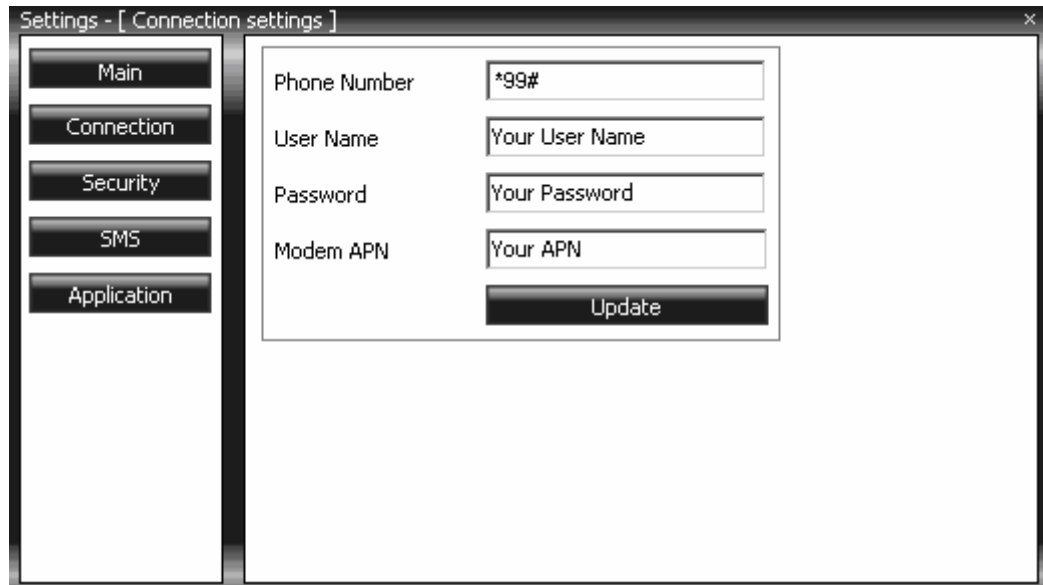 Settings - [ Connection settings ]
×
Main
Connection
Security
SMS
Application
Phone Number
*99#
User Name
Your User Name
Password
Your Password
Modem APN
Your APN
Update